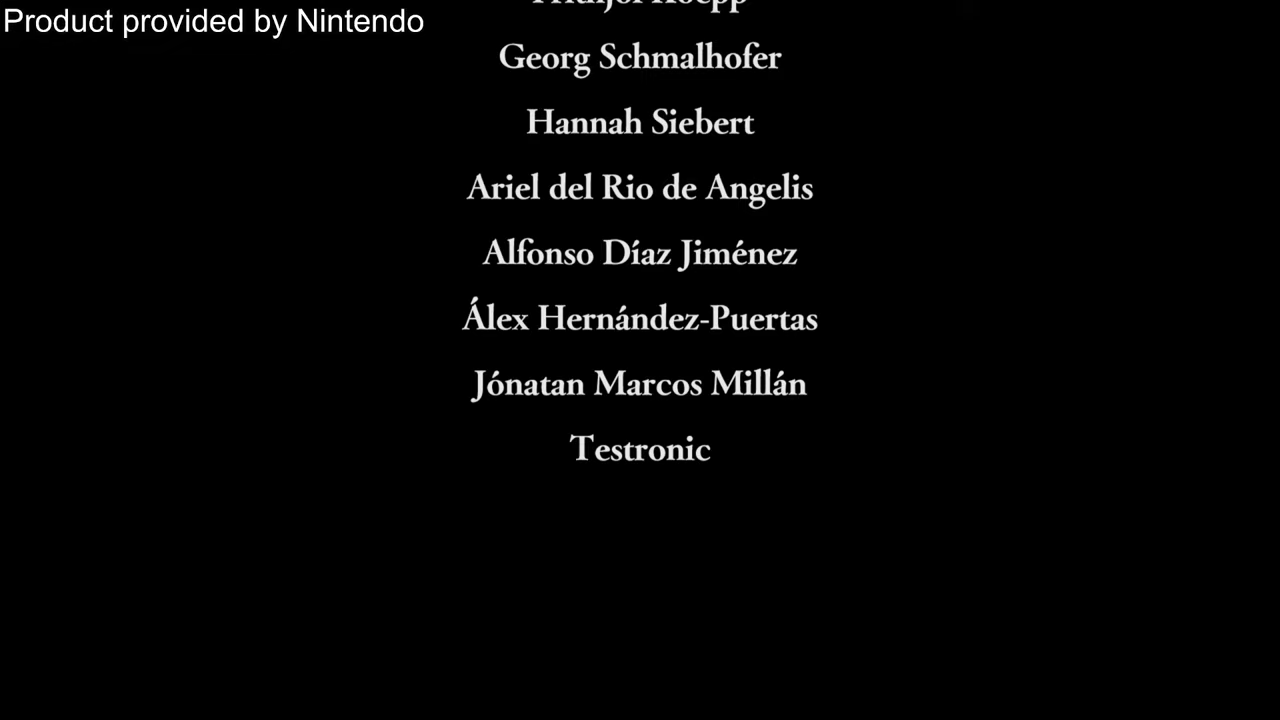 Product provided by Nintendo
Georg Schmalhofer
Hannah Siebert
Ariel del Rio de Angelis
Alfonso Díaz Jiménez
Álex Hernández-Puertas
Jónatan Marcos Millán
Testronic